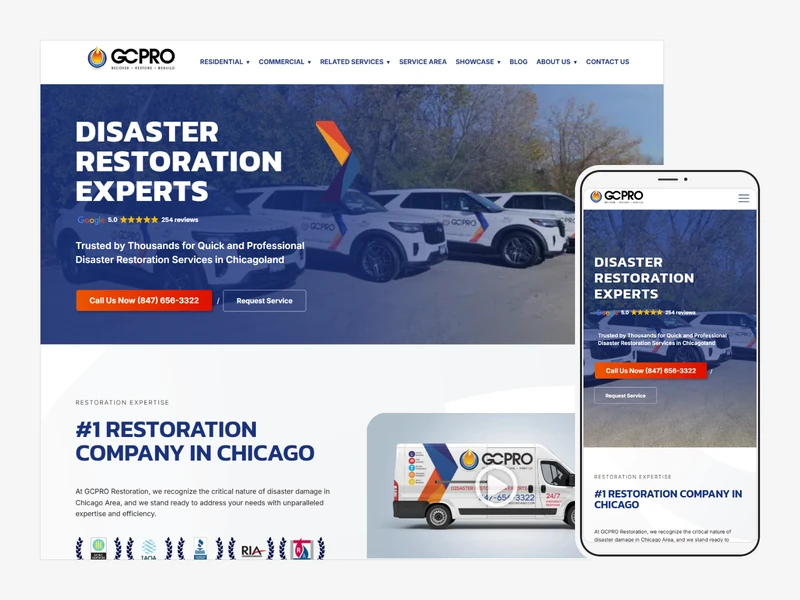 GCPRO
RECOVER • RESTORE • REBUILD
RESIDENTIAL ▼ COMMERCIAL ▼ RELATED SERVICES ▼ SERVICE AREA SHOWCASE ▼ BLOG ABOUT US ▼ CONTACT US
DISASTER
RESTORATION
EXPERTS
Google 5.0 ★★★★★ 254 reviews
Trusted by Thousands for Quick and Professional
Disaster Restoration Services in Chicagoland
Call Us Now (847) 656-3322 / Request Service
RESTORATION EXPERTISE
#1 RESTORATION
COMPANY IN CHICAGO
At GCPRO Restoration, we recognize the critical nature of disaster damage in
Chicago Area, and we stand ready to address your needs with unparalleled
expertise and efficiency.
IAQA
BBB
RIA
GCPRO
DISASTER RESTORATION EXPERTS
847-656-3322
24/7
GCPRO
DISASTER
RESTORATION
EXPERTS
Google 5.0 ★★★★★ 254 reviews
Trusted by Thousands for Quick and Professional
Disaster Restoration Services in Chicagoland
Call Us Now (847) 656-3322 /
Request Service
RESTORATION EXPERTISE
#1 RESTORATION COMPANY IN
CHICAGO
At GCPRO Restoration, we recognize the critical nature of
disaster damage in Chicago Area, and we stand ready to